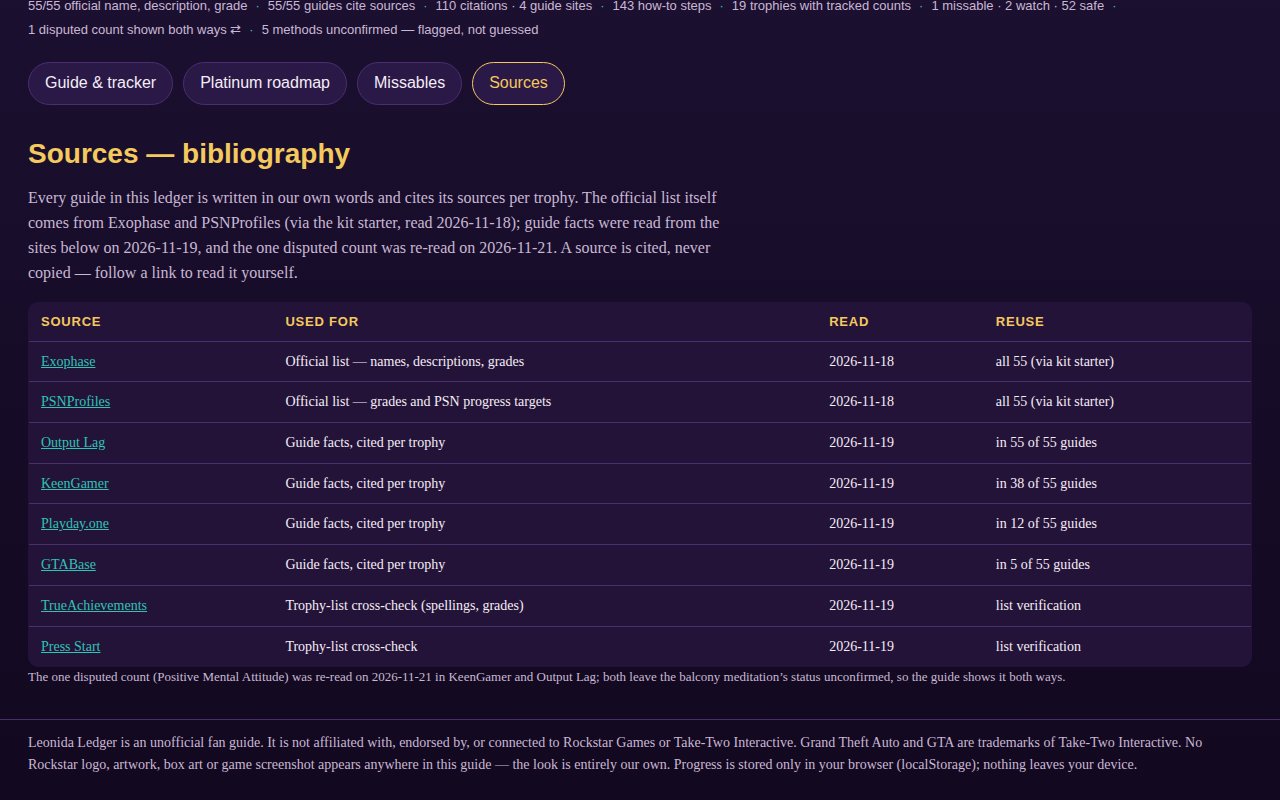 55/55 official name, description, grade · 55/55 guides cite sources · 110 citations · 4 guide sites · 143 how-to steps · 19 trophies with tracked counts · 1 missable · 2 watch · 52 safe ·
1 disputed count shown both ways ⇄ · 5 methods unconfirmed — flagged, not guessed
Guide & tracker Platinum roadmap Missables Sources
Sources — bibliography
Every guide in this ledger is written in our own words and cites its sources per trophy. The official list itself
comes from Exophase and PSNProfiles (via the kit starter, read 2026-11-18); guide facts were read from the
sites below on 2026-11-19, and the one disputed count was re-read on 2026-11-21. A source is cited, never
copied — follow a link to read it yourself.
SOURCE USED FOR READ REUSE
Exophase Official list — names, descriptions, grades 2026-11-18 all 55 (via kit starter)
PSNProfiles Official list — grades and PSN progress targets 2026-11-18 all 55 (via kit starter)
Output Lag Guide facts, cited per trophy 2026-11-19 in 55 of 55 guides
KeenGamer Guide facts, cited per trophy 2026-11-19 in 38 of 55 guides
Playday.one Guide facts, cited per trophy 2026-11-19 in 12 of 55 guides
GTABase Guide facts, cited per trophy 2026-11-19 in 5 of 55 guides
TrueAchievements Trophy-list cross-check (spellings, grades) 2026-11-19 list verification
Press Start Trophy-list cross-check 2026-11-19 list verification
The one disputed count (Positive Mental Attitude) was re-read on 2026-11-21 in KeenGamer and Output Lag; both leave the balcony meditation’s status unconfirmed, so the guide shows it both ways.
Leonida Ledger is an unofficial fan guide. It is not affiliated with, endorsed by, or connected to Rockstar Games or Take-Two Interactive. Grand Theft Auto and GTA are trademarks of Take-Two Interactive. No
Rockstar logo, artwork, box art or game screenshot appears anywhere in this guide — the look is entirely our own. Progress is stored only in your browser (localStorage); nothing leaves your device.